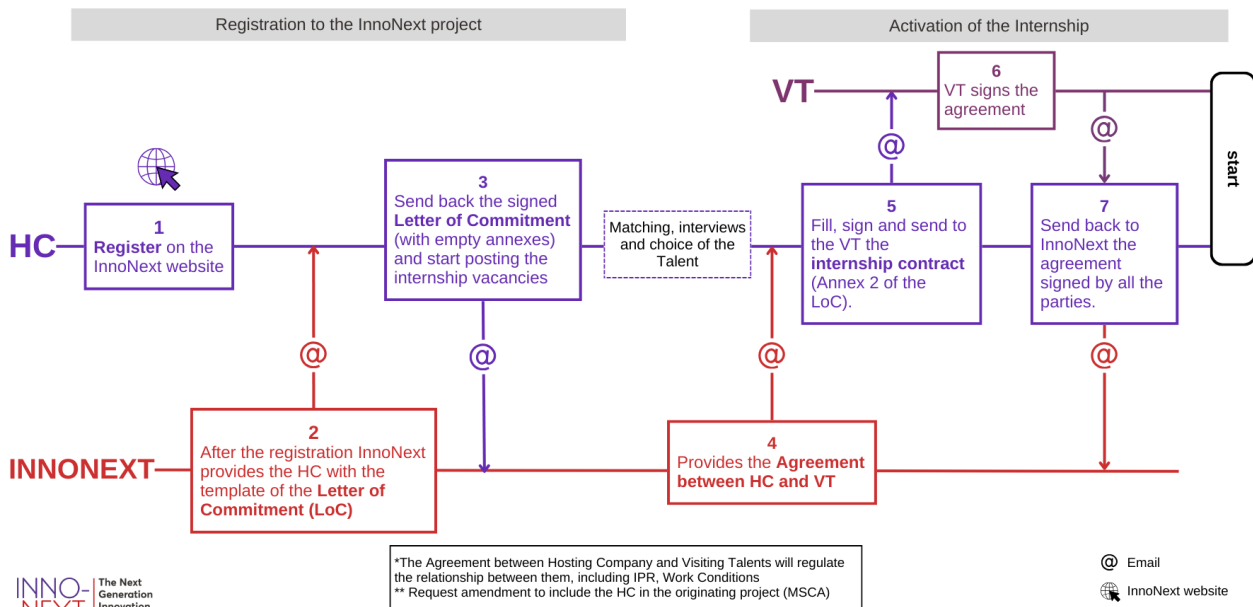 Registration to the InnoNext project
Activation of the Internship
VT
6
VT signs the
agreement
@
@
start
HC
1
Register on the
InnoNext website
3
Send back the signed
Letter of Commitment
(with empty annexes)
and start posting the
internship vacancies
Matching, interviews
and choice of the
Talent
5
Fill, sign and send to
the VT the
internship contract
(Annex 2 of the
LoC).
7
Send back to
InnoNext the
agreement
signed by all the
parties.
@
@
@
@
INNONEXT
2
After the registration InnoNext
provides the HC with the
template of the Letter of
Commitment (LoC)
4
Provides the Agreement
between HC and VT
*The Agreement between Hosting Company and Visiting Talents will regulate
the relationship between them, including IPR, Work Conditions
** Request amendment to include the HC in the originating project (MSCA)
@ Email
InnoNext website
INNO-
NEXT
The Next
Generation
Innovation